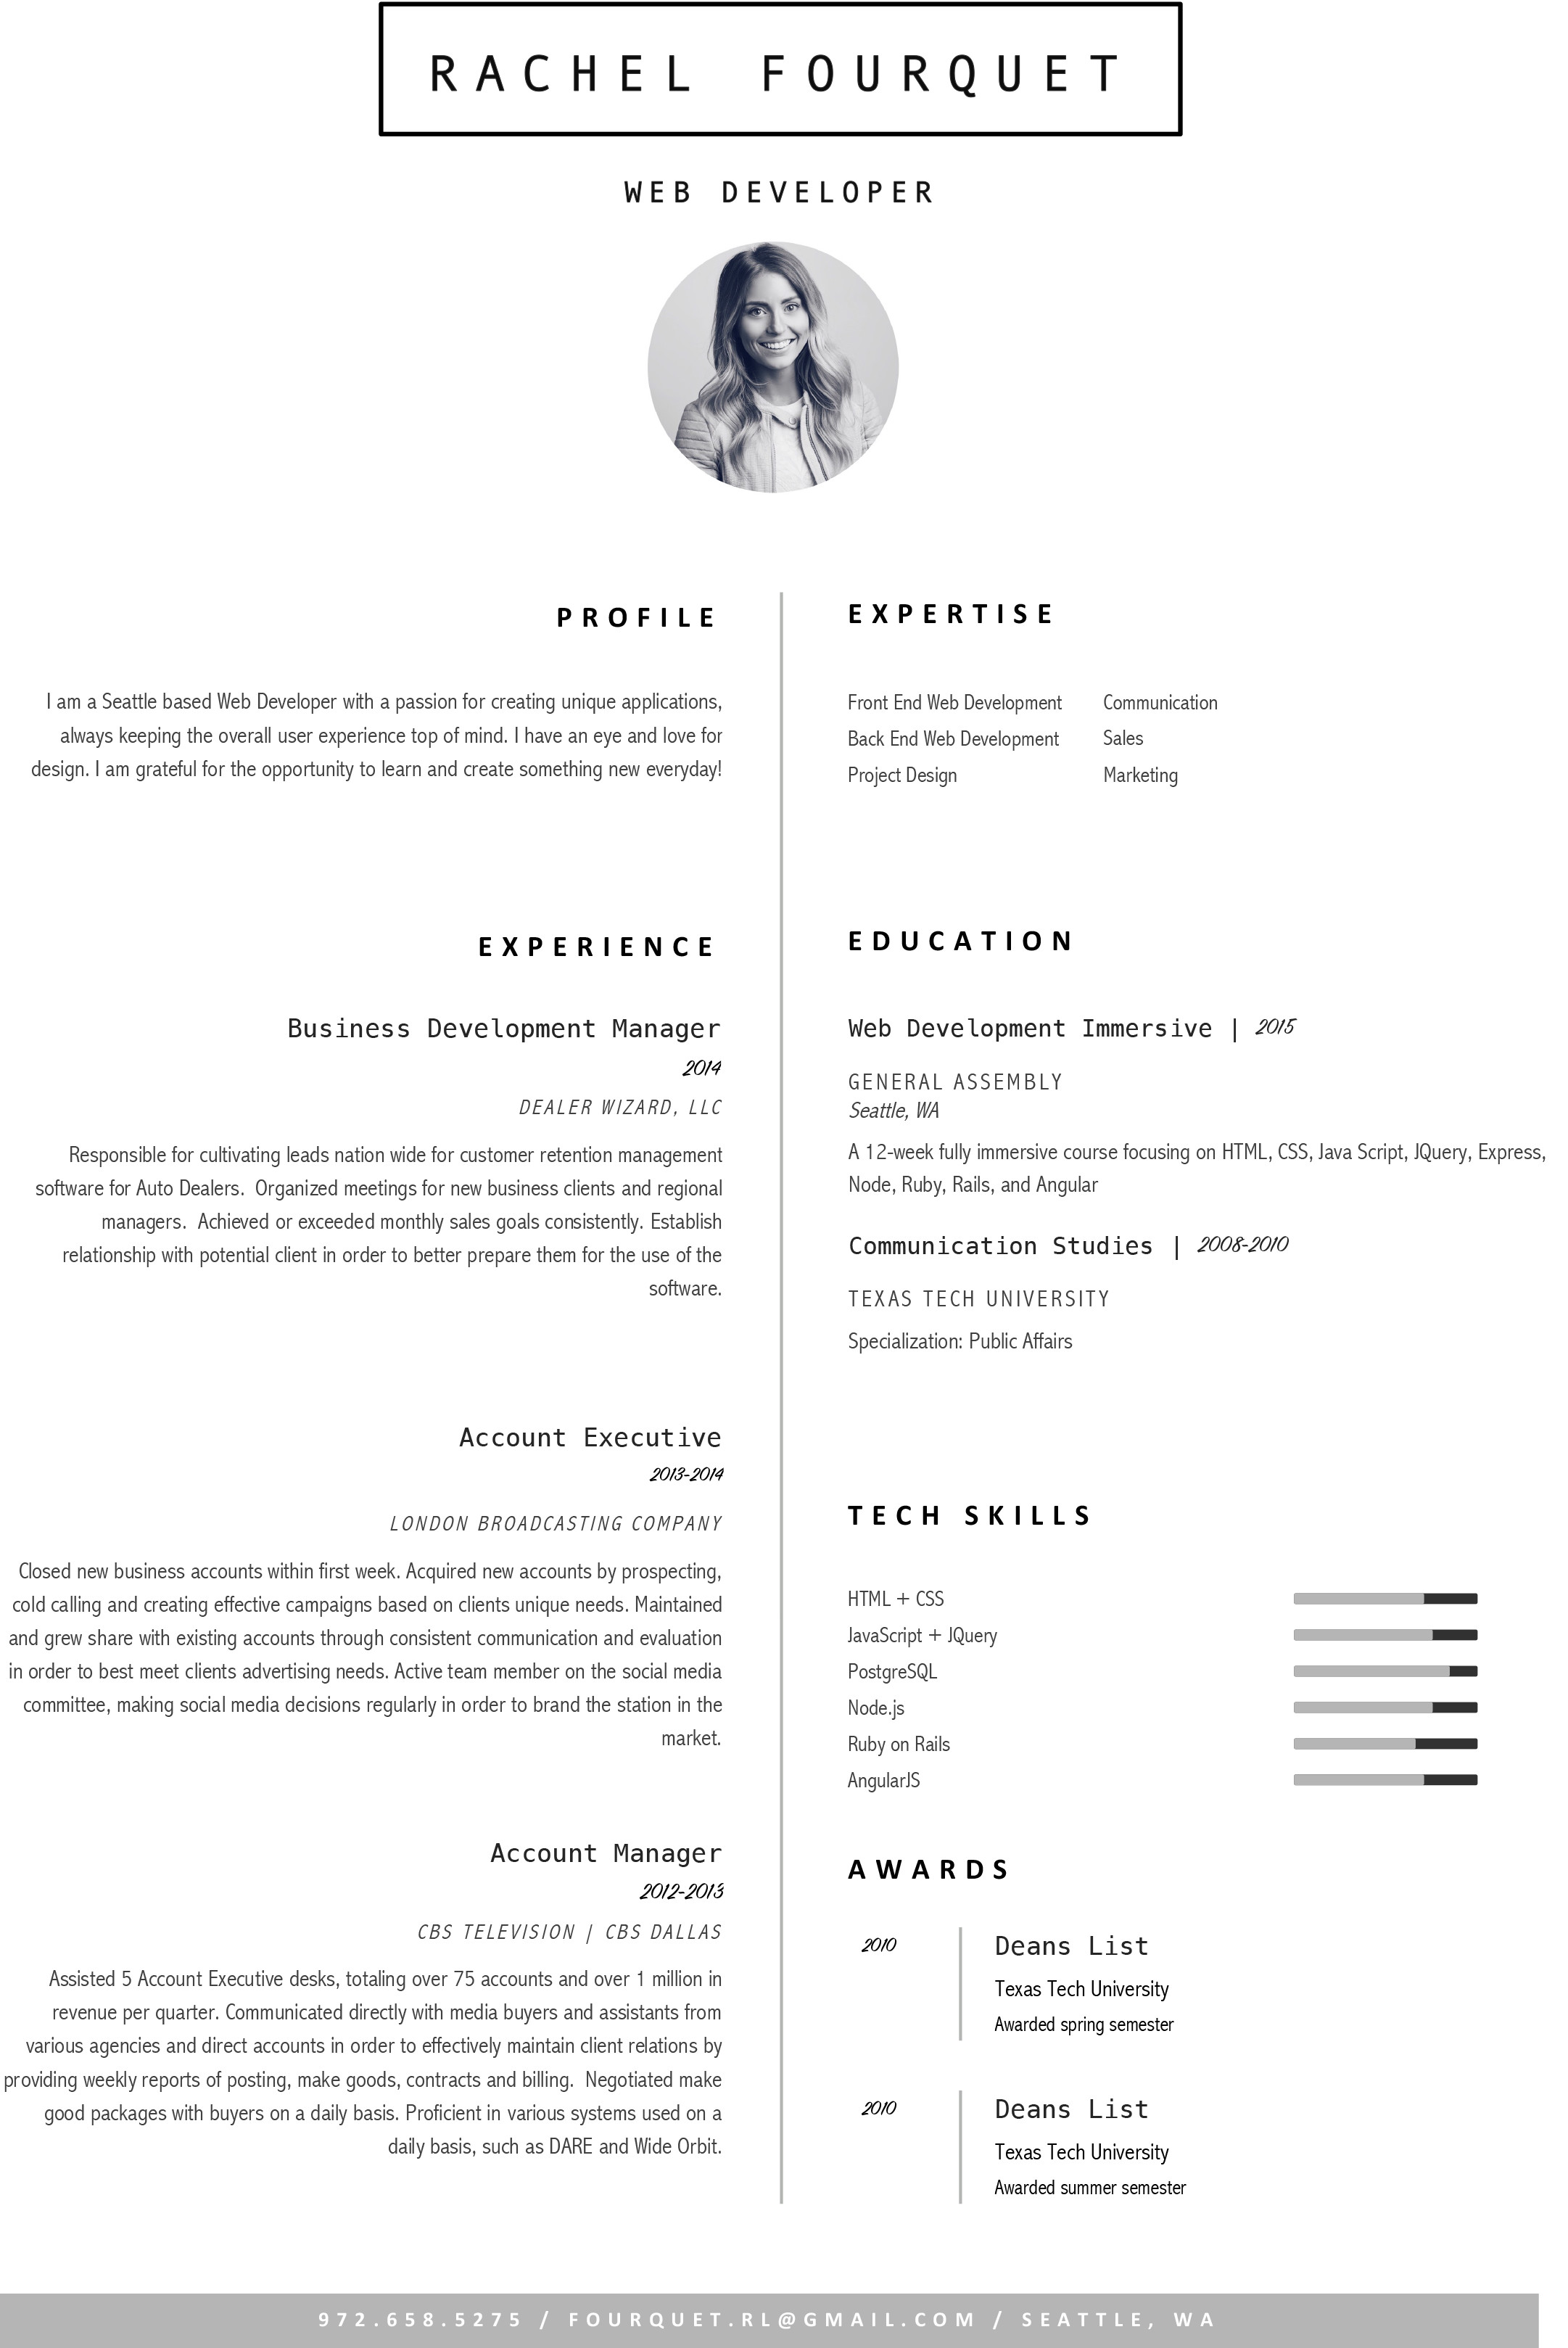 RACHEL FOURQUET
WEB DEVELOPER
PROFILE
I am a Seattle based Web Developer with a passion for creating unique applications,
always keeping the overall user experience top of mind. I have an eye and love for
design. I am grateful for the opportunity to learn and create something new everyday!
EXPERIENCE
Business Development Manager
2014
DEALER WIZARD, LLC
Responsible for cultivating leads nation wide for customer retention management
software for Auto Dealers.  Organized meetings for new business clients and regional
managers.  Achieved or exceeded monthly sales goals consistently. Establish
relationship with potential client in order to better prepare them for the use of the
software.
Account Executive
2013-2014
LONDON BROADCASTING COMPANY
Closed new business accounts within first week. Acquired new accounts by prospecting,
cold calling and creating effective campaigns based on clients unique needs. Maintained
and grew share with existing accounts through consistent communication and evaluation
in order to best meet clients advertising needs. Active team member on the social media
committee, making social media decisions regularly in order to brand the station in the
market.
Account Manager
2012-2013
CBS TELEVISION | CBS DALLAS
Assisted 5 Account Executive desks, totaling over 75 accounts and over 1 million in
revenue per quarter. Communicated directly with media buyers and assistants from
various agencies and direct accounts in order to effectively maintain client relations by
providing weekly reports of posting, make goods, contracts and billing.  Negotiated make
good packages with buyers on a daily basis. Proficient in various systems used on a
daily basis, such as DARE and Wide Orbit.
EXPERTISE
Front End Web Development
Back End Web Development
Project Design
Communication
Sales
Marketing
EDUCATION
Web Development Immersive | 2015
GENERAL ASSEMBLY
Seattle, WA
A 12-week fully immersive course focusing on HTML, CSS, Java Script, JQuery, Express,
Node, Ruby, Rails, and Angular
Communication Studies | 2008-2010
TEXAS TECH UNIVERSITY
Specialization: Public Affairs
TECH SKILLS
HTML + CSS
JavaScript + JQuery
PostgreSQL
Node.js
Ruby on Rails
AngularJS
AWARDS
2010
Deans List
Texas Tech University
Awarded spring semester
2010
Deans List
Texas Tech University
Awarded summer semester
972.658.5275 / FOURQUET.RL@GMAIL.COM / SEATTLE, WA